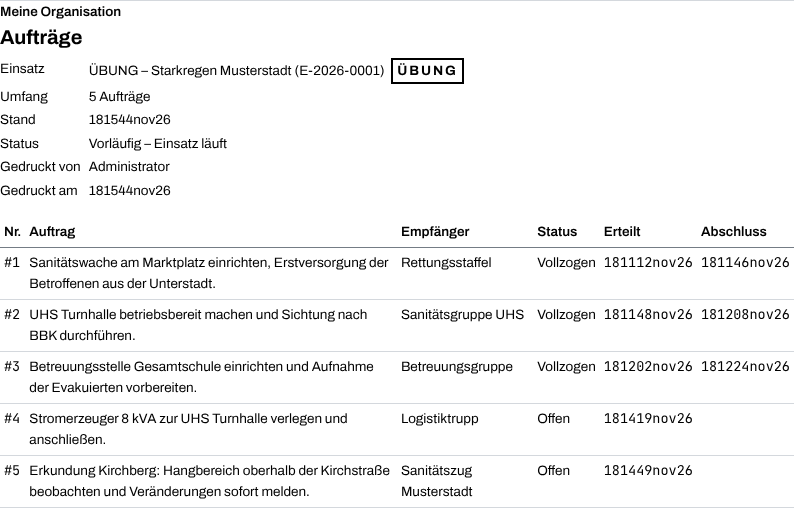 Meine Organisation
Aufträge
Einsatz ÜBUNG – Starkregen Musterstadt (E-2026-0001) ÜBUNG
Umfang 5 Aufträge
Stand 181544nov26
Status Vorläufig – Einsatz läuft
Gedruckt von Administrator
Gedruckt am 181544nov26
Nr. Auftrag Empfänger Status Erteilt Abschluss
#1 Sanitätswache am Marktplatz einrichten, Erstversorgung der Rettungsstaffel Vollzogen 181112nov26 181146nov26
Betroffenen aus der Unterstadt.
#2 UHS Turnhalle betriebsbereit machen und Sichtung nach Sanitätsgruppe UHS Vollzogen 181148nov26 181208nov26
BBK durchführen.
#3 Betreuungsstelle Gesamtschule einrichten und Aufnahme Betreuungsgruppe Vollzogen 181202nov26 181224nov26
der Evakuierten vorbereiten.
#4 Stromerzeuger 8 kVA zur UHS Turnhalle verlegen und Logistiktrupp Offen 181419nov26
anschließen.
#5 Erkundung Kirchberg: Hangbereich oberhalb der Kirchstraße Sanitätszug Offen 181449nov26
beobachten und Veränderungen sofort melden. Musterstadt